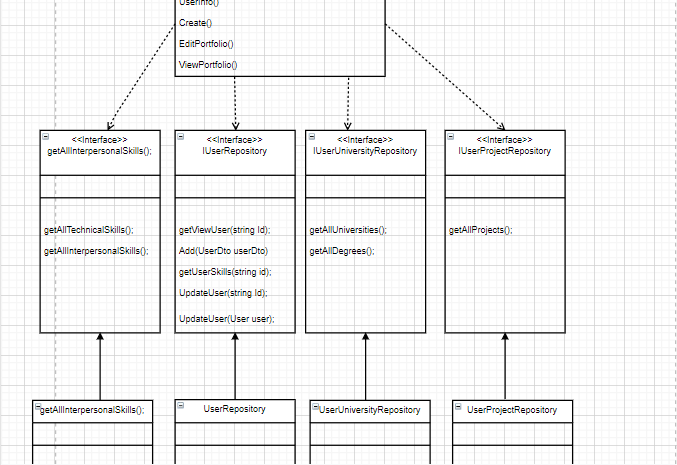 UserInfo()
Create()
EditPortfolio()
ViewPortfolio()
<<Interface>>
getAllInterpersonalSkills();
<<Interface>>
IUserRepository
<<Interface>>
IUserUniversityRepository
<<Interface>>
IUserProjectRepository
getAllTechnicalSkills();
getAllInterpersonalSkills();
getViewUser(string Id);
Add(UserDto userDto)
getUserSkills(string id);
UpdateUser(string Id);
UpdateUser(User user);
getAllUniversities();
getAllDegrees();
getAllProjects();
getAllInterpersonalSkills();
UserRepository
UserUniversityRepository
UserProjectRepository